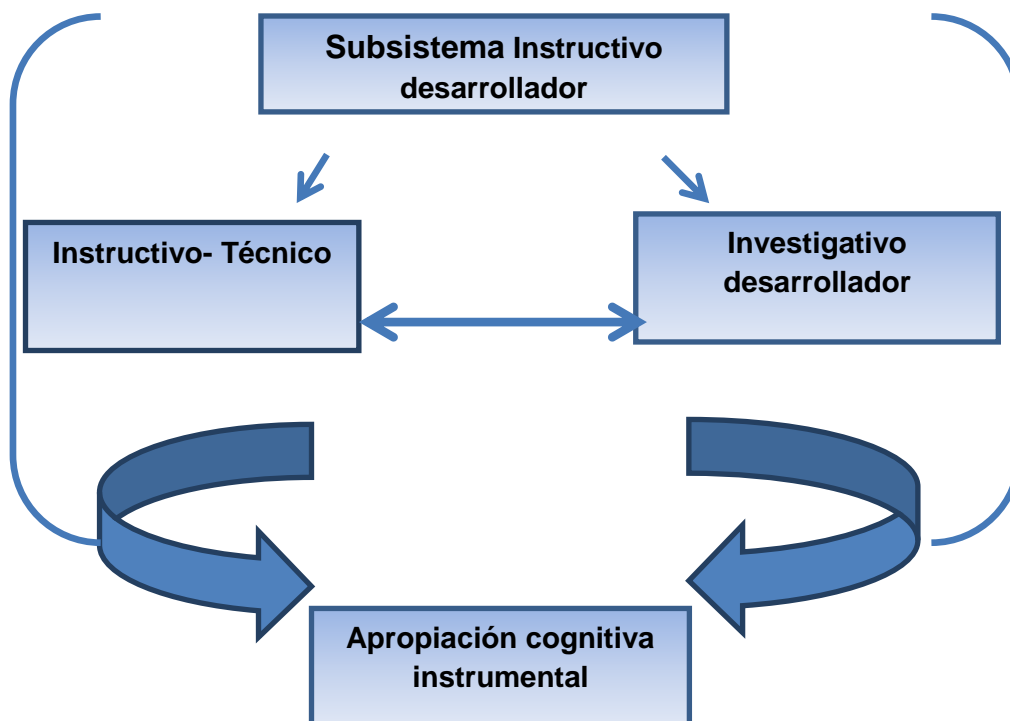 Subsistema Instructivo
desarrollador
Instructivo- Técnico
Investigativo
desarrollador
Apropiación cognitiva
instrumental